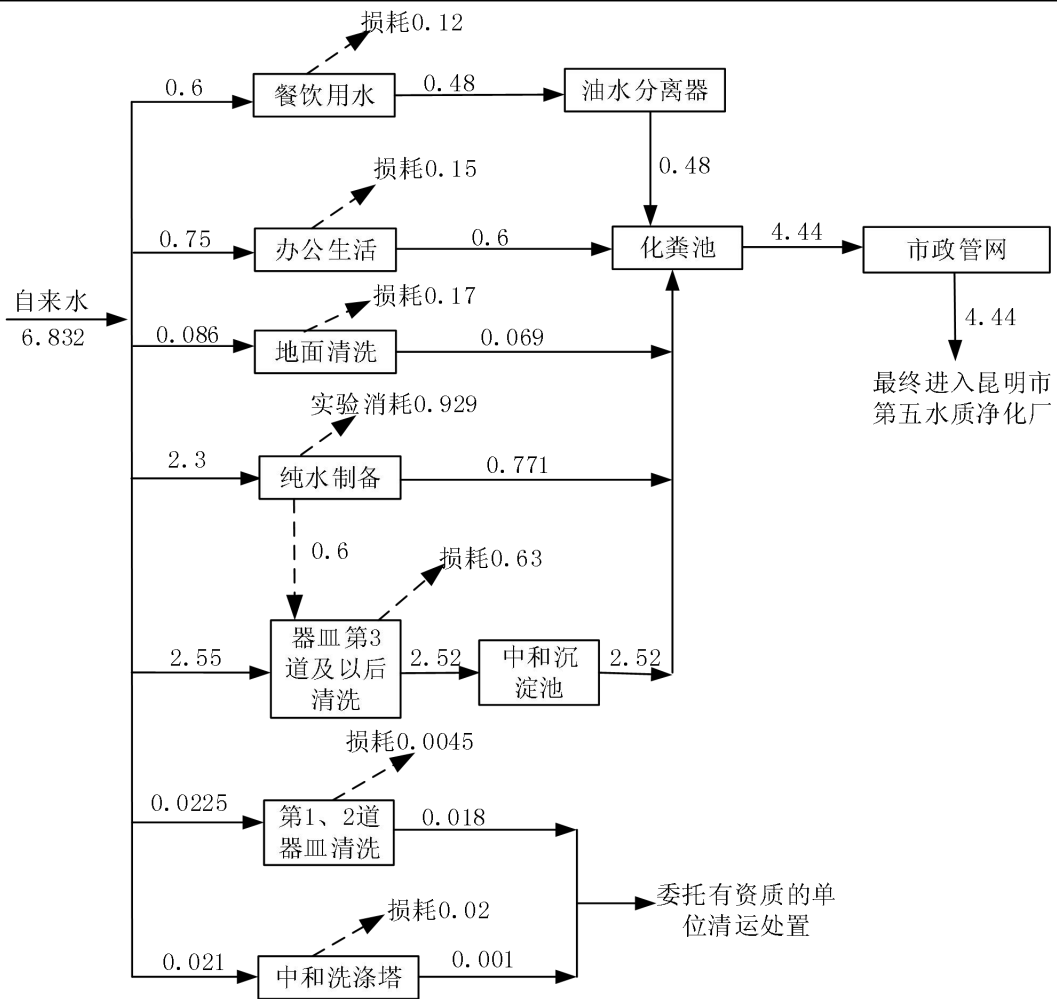 损耗0.12
0.6
餐饮用水
0.48
油水分离器
0.48
损耗0.15
0.75
办公生活
0.6
化粪池
4.44
市政管网
自来水
6.832
损耗0.17
0.086
地面清洗
0.069
4.44
最终进入昆明市
第五水质净化厂
实验消耗0.929
2.3
纯水制备
0.771
0.6
损耗0.63
2.55
器皿第3
道及以后
清洗
2.52
中和沉
淀池
2.52
损耗0.0045
0.0225
第1、2道
器皿清洗
0.018
委托有资质的单
位清运处置
损耗0.02
0.021
中和洗涤塔
0.001